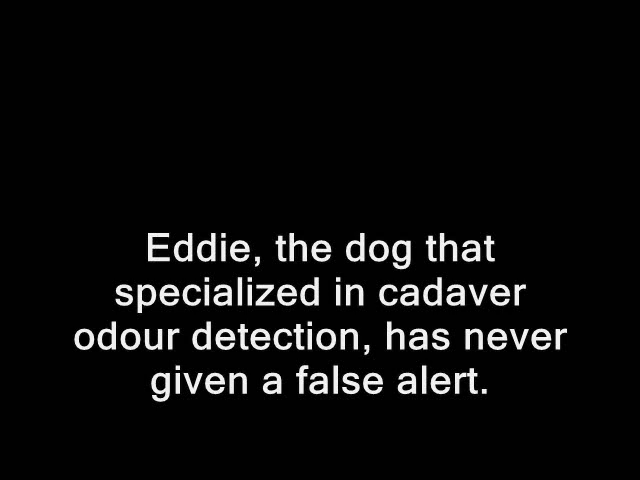 Eddie, the dog that
specialized in cadaver
odour detection, has never
given a false alert.